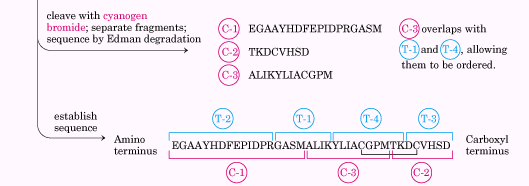 cleave with cyanogen
bromide; separate fragments;
sequence by Edman degradation
C-1 EGAAYHDFEPIDPRGASM
C-2 TKDCVHSD
C-3 ALIKYLIACGPM
C-3 overlaps with
T-1 and T-4, allowing
them to be ordered.
establish
sequence
T-2 T-1 T-4 T-3
Amino
terminus
EGAAYHDFEPIDPRGASMALIKYLIACGPMTKDCVHSD
Carboxyl
terminus
C-1 C-3 C-2